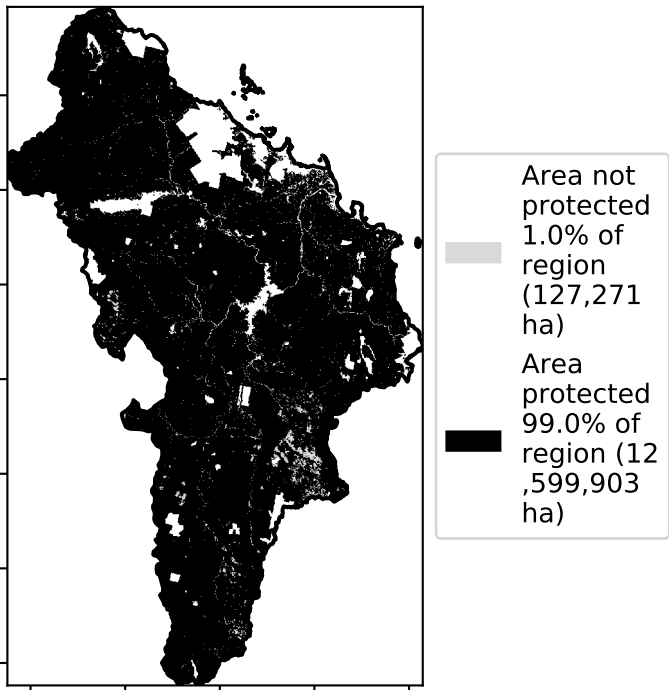 Area not
protected
1.0% of
region
(127,271
ha)
Area
protected
99.0% of
region (12
,599,903
ha)